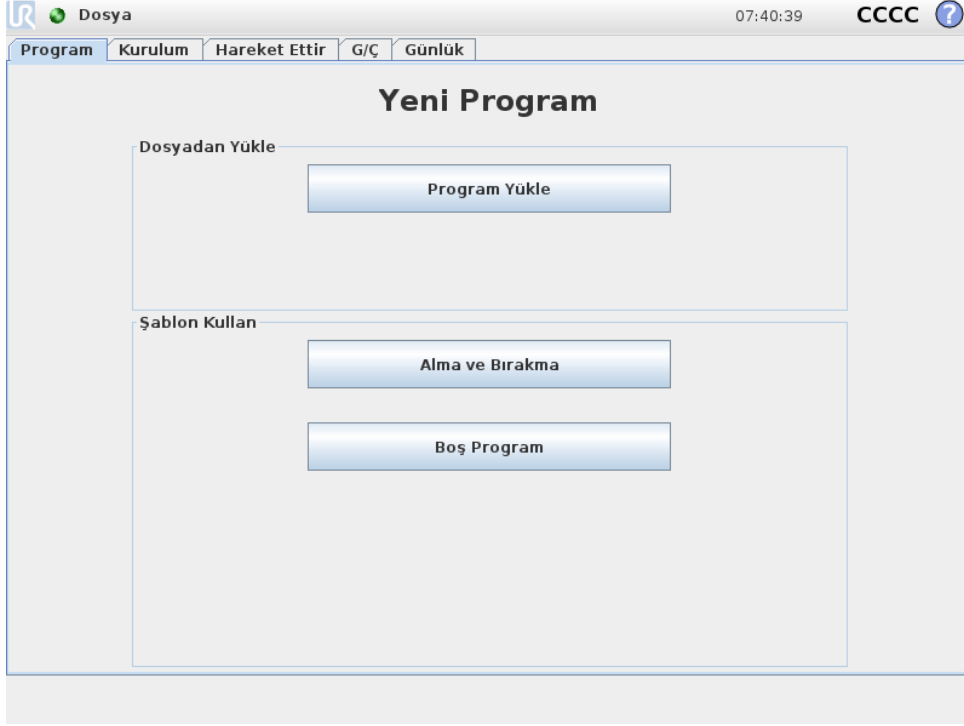 UR Dosya 07:40:39 CCCC ?
Program Kurulum Hareket Ettir G/Ç Günlük
Yeni Program
Dosyadan Yükle
Program Yükle
Şablon Kullan
Alma ve Bırakma
Boş Program